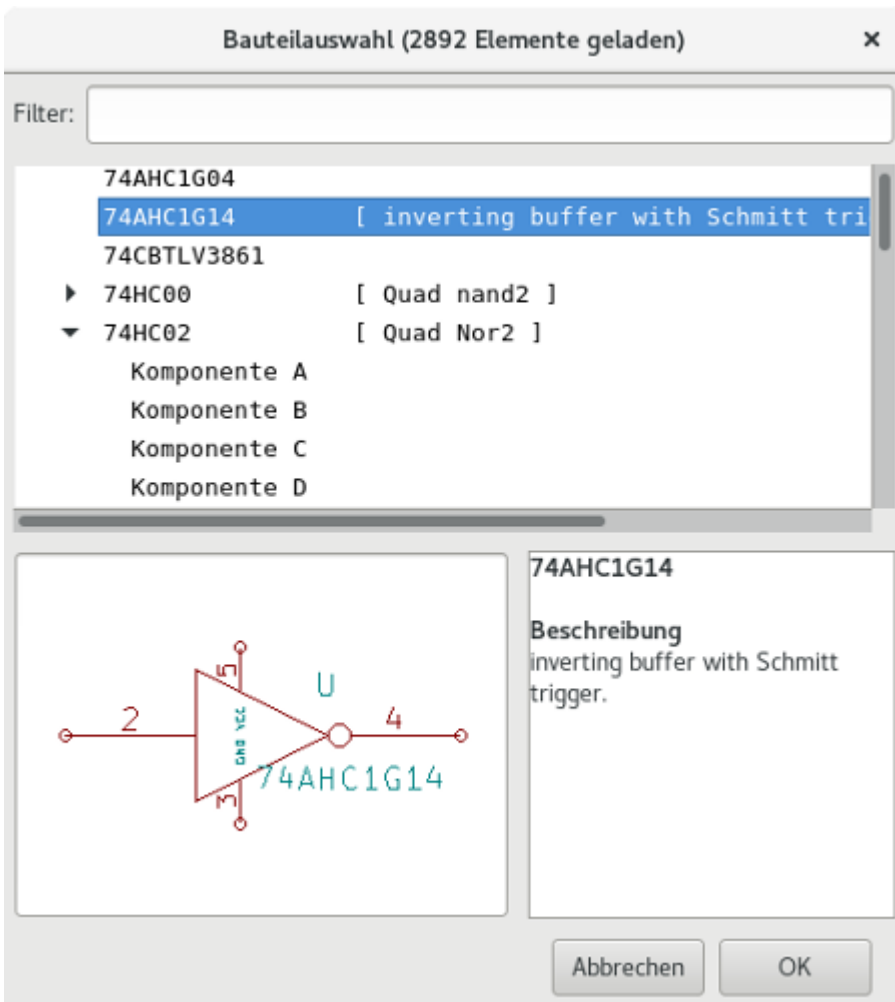 Bauteilauswahl (2892 Elemente geladen) ×
Filter:
74AHC1G04
74AHC1G14 [ inverting buffer with Schmitt tri
74CBTLV3861
74HC00 [ Quad nand2 ]
74HC02 [ Quad Nor2 ]
Komponente A
Komponente B
Komponente C
Komponente D
5
U
2
VCC
GND
4
74AHC1G14
3
74AHC1G14
Beschreibung
inverting buffer with Schmitt
trigger.
Abbrechen OK